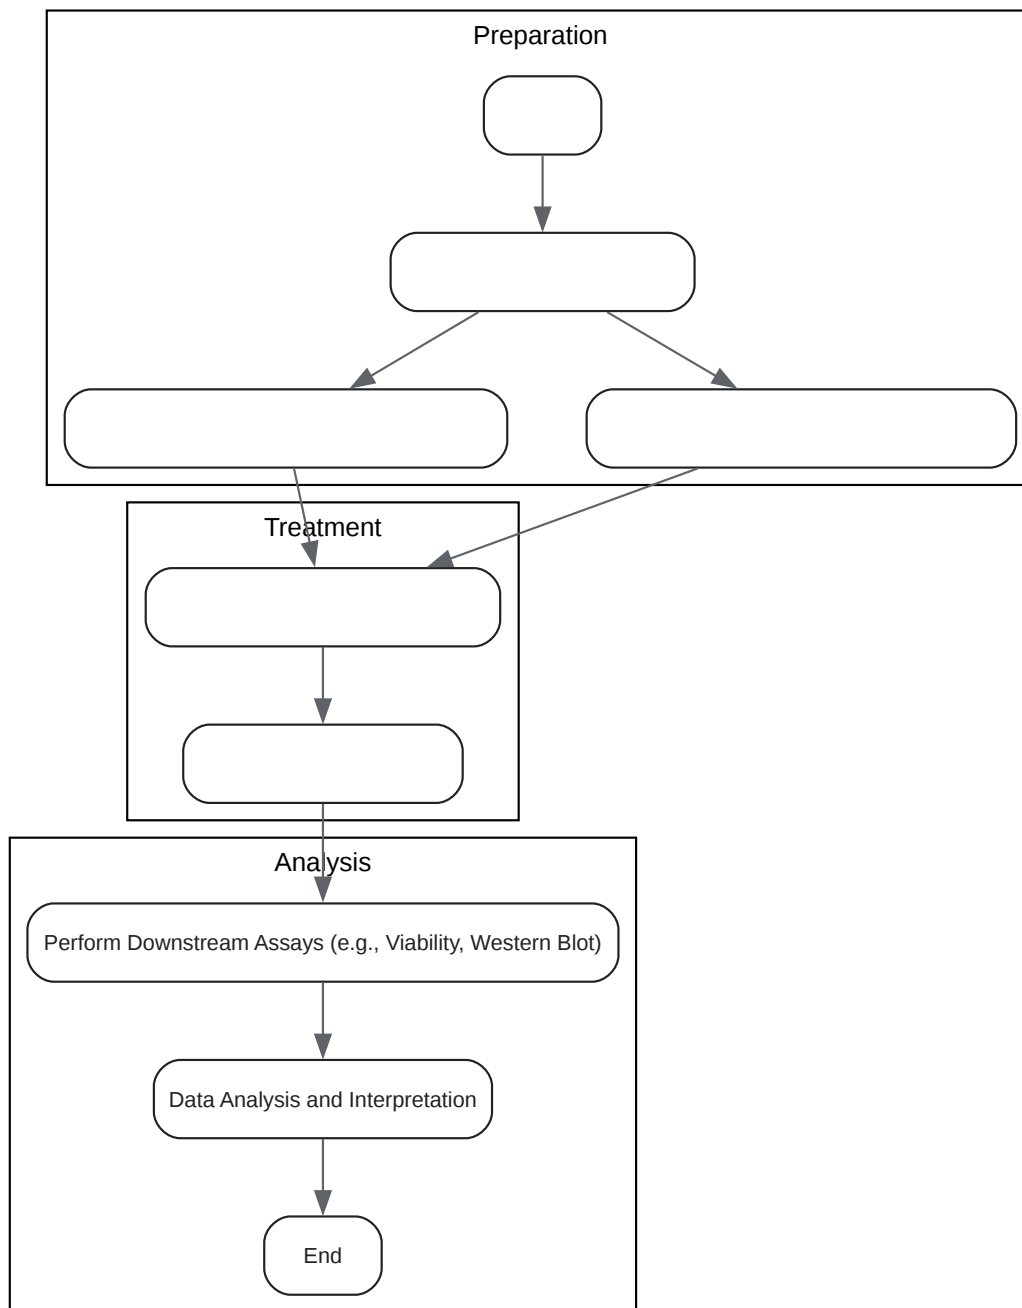 Preparation
Treatment
Analysis
Perform Downstream Assays (e.g., Viability, Western Blot)
Data Analysis and Interpretation
End